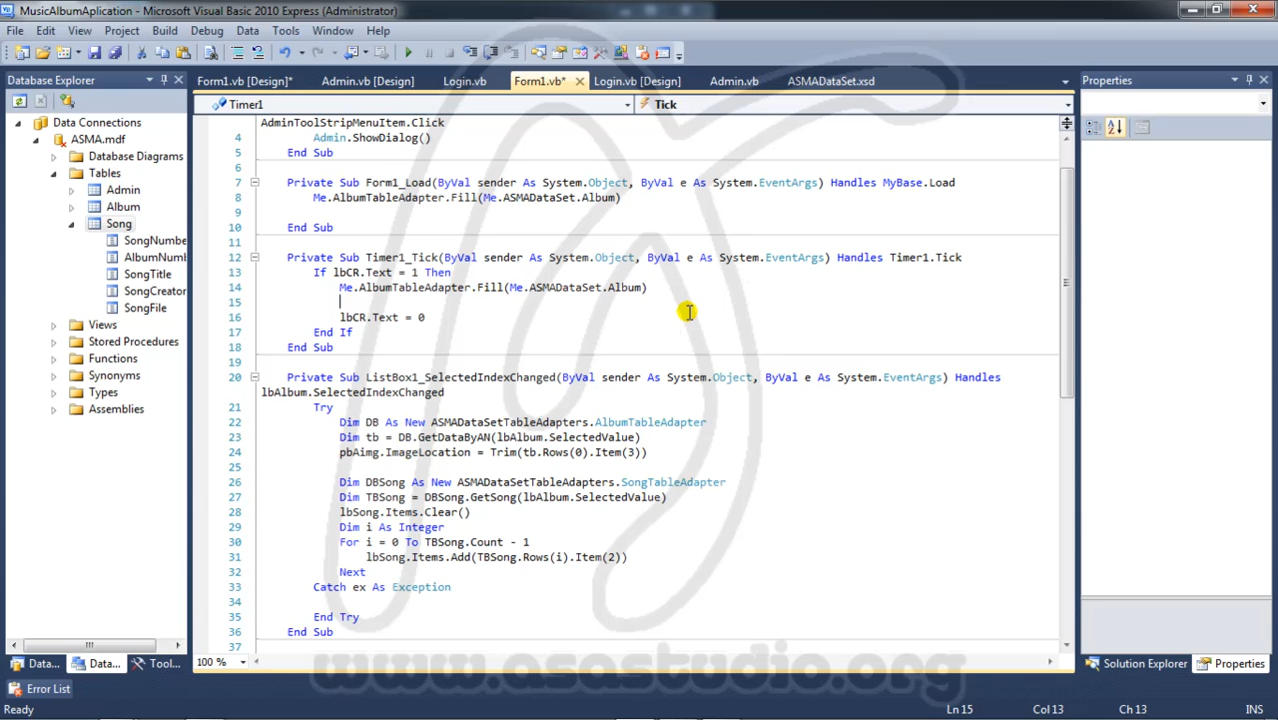 MusicAlbumAplication - Microsoft Visual Basic 2010 Express (Administrator)
File Edit View Project Build Debug Data Tools Window Help
Database Explorer
Form1.vb [Design]* Admin.vb [Design] Login.vb Form1.vb* Login.vb [Design] Admin.vb ASMADataSet.xsd
Properties
Timer1 Tick
Data Connections
ASMA.mdf
Database Diagrams
Tables
Admin
Album
Song
SongNumbe
AlbumNumb
SongTitle
SongCreator
SongFile
Views
Stored Procedures
Functions
Synonyms
Types
Assemblies
AdminToolStripMenuItem.Click
4 Admin.ShowDialog()
5 End Sub
6
7 Private Sub Form1_Load(ByVal sender As System.Object, ByVal e As System.EventArgs) Handles MyBase.Load
8 Me.AlbumTableAdapter.Fill(Me.ASMADataSet.Album)
9
10 End Sub
11
12 Private Sub Timer1_Tick(ByVal sender As System.Object, ByVal e As System.EventArgs) Handles Timer1.Tick
13 If lbCR.Text = 1 Then
14 Me.AlbumTableAdapter.Fill(Me.ASMADataSet.Album)
15
16 lbCR.Text = 0
17 End If
18 End Sub
19
20 Private Sub ListBox1_SelectedIndexChanged(ByVal sender As System.Object, ByVal e As System.EventArgs) Handles
lbAlbum.SelectedIndexChanged
21 Try
22 Dim DB As New ASMADataSetTableAdapters.AlbumTableAdapter
23 Dim tb = DB.GetDataByAN(lbAlbum.SelectedValue)
24 pbAimg.ImageLocation = Trim(tb.Rows(0).Item(3))
25
26 Dim DBSong As New ASMADataSetTableAdapters.SongTableAdapter
27 Dim TBSong = DBSong.GetSong(lbAlbum.SelectedValue)
28 lbSong.Items.Clear()
29 Dim i As Integer
30 For i = 0 To TBSong.Count - 1
31 lbSong.Items.Add(TBSong.Rows(i).Item(2))
32 Next
33 Catch ex As Exception
34
35 End Try
36 End Sub
37
100 %
www.asastudio.org
Data... Data... Tool... Solution Explorer Properties
Error List
Ready Ln 15 Col 13 Ch 13 INS